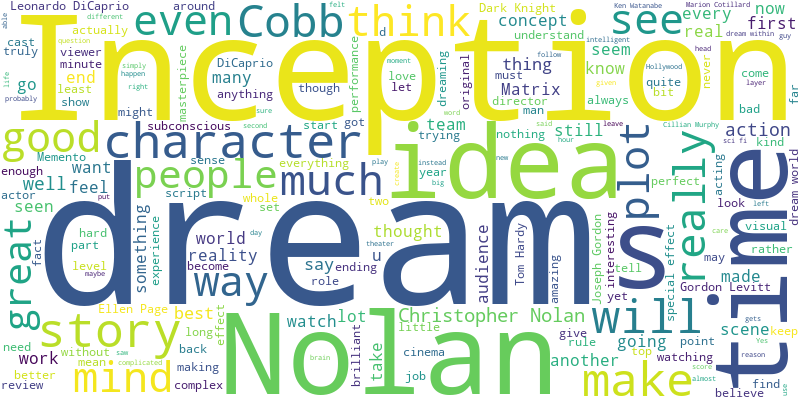 Leonardo DiCaprio
different
around
felt
Ken Watanabe
Marion Cotillard
able
truly
actually
even
Cobb
think
d
Dark Knight
concept
understand
see
dream within
guy
every
now
first
real
question
cast
viewer
minute
go
end
least
show
life
simply
happen
right
probably
Inception
masterpiece
DiCaprio
many
anything
though
might
performance
moment
love
let
dreaming
follow
original
intelligent
thing
must
Matrix
director
man
Hollywood
layer
seem
know
quite
bit
always
given
head
never
come
bad
far
good
character
subconscious
sure
second
start
got
team
trying
word
said
hour
nothing
still
leave
Cillian Murphy
sci fi
action
kind
Memento
enough
want
well
feel
actor
seen
people
sense
everything
script
much
play
two
whole
set
instead
year
big
new
idea
create
plot
really
perfect
acting
look
visual
rather
dream world
put
great
fact
hard
part
level
maybe
something
experience
world
reality
become
day
way
theater
thought
say
ending
role
u
dream
s
audience
Tom Hardy
amazing
Joseph Gordon
interesting
yet
tell
special effect
care
left
may
made
Gordon Levitt
time
Ellen Page
best
story
long
effect
watch
lot
Christopher Nolan
little
will
going
scene
point
keep
need
work
without
saw
back
making
mean
complicated
mind
better
review
complex
Nolan
brain
brilliant
take
cinema
job
give
rule
another
top
watching
make
score
gets
Yes
reason
almost
find
believe
use